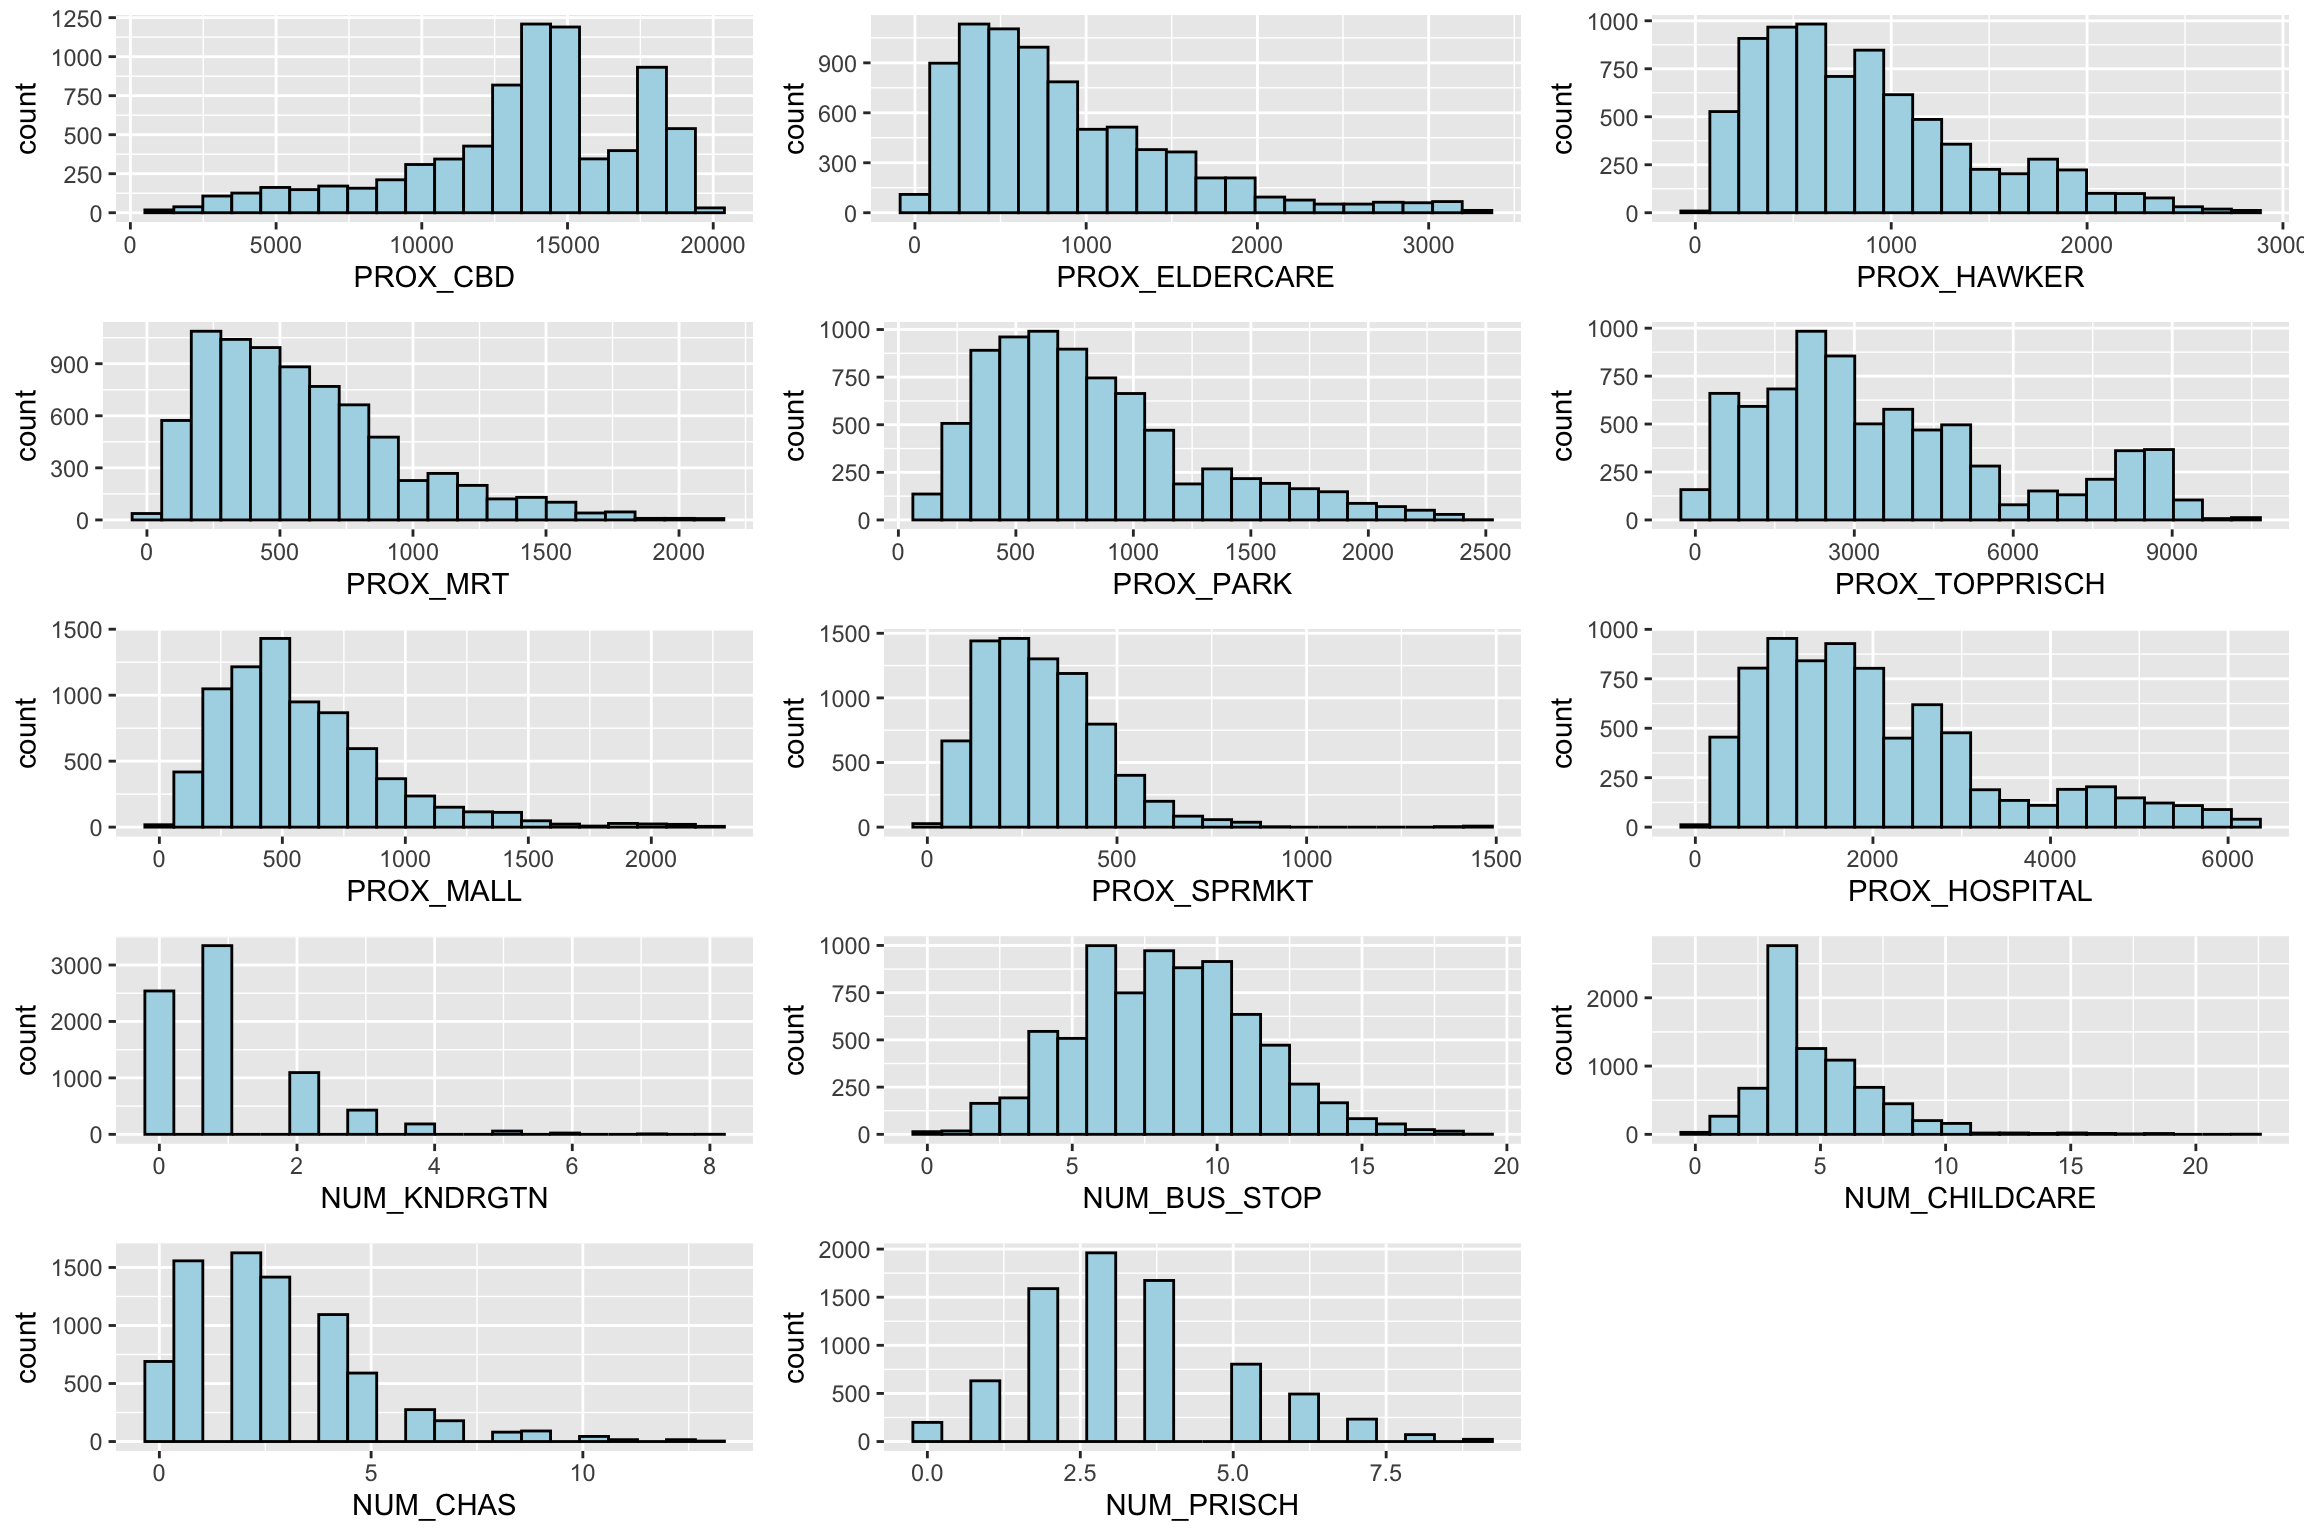 count
1250
1000
750
500
250
0
0 5000 10000 15000 20000
PROX_CBD
count
900
600
300
0
0 1000 2000 3000
PROX_ELDERCARE
count
1000
750
500
250
0
0 1000 2000 3000
PROX_HAWKER
count
900
600
300
0
0 500 1000 1500 2000
PROX_MRT
count
1000
750
500
250
0
0 500 1000 1500 2000 2500
PROX_PARK
count
1000
750
500
250
0
0 3000 6000 9000
PROX_TOPPRISCH
count
1500
1000
500
0
0 500 1000 1500 2000
PROX_MALL
count
1500
1000
500
0
0 500 1000 1500
PROX_SPRMKT
count
1000
750
500
250
0
0 2000 4000 6000
PROX_HOSPITAL
count
3000
2000
1000
0
0 2 4 6 8
NUM_KNDRGTN
count
1000
750
500
250
0
0 5 10 15 20
NUM_BUS_STOP
count
2000
1000
0
0 5 10 15 20
NUM_CHILDCARE
count
1500
1000
500
0
0 5 10
NUM_CHAS
count
2000
1500
1000
500
0
0.0 2.5 5.0 7.5
NUM_PRISCH